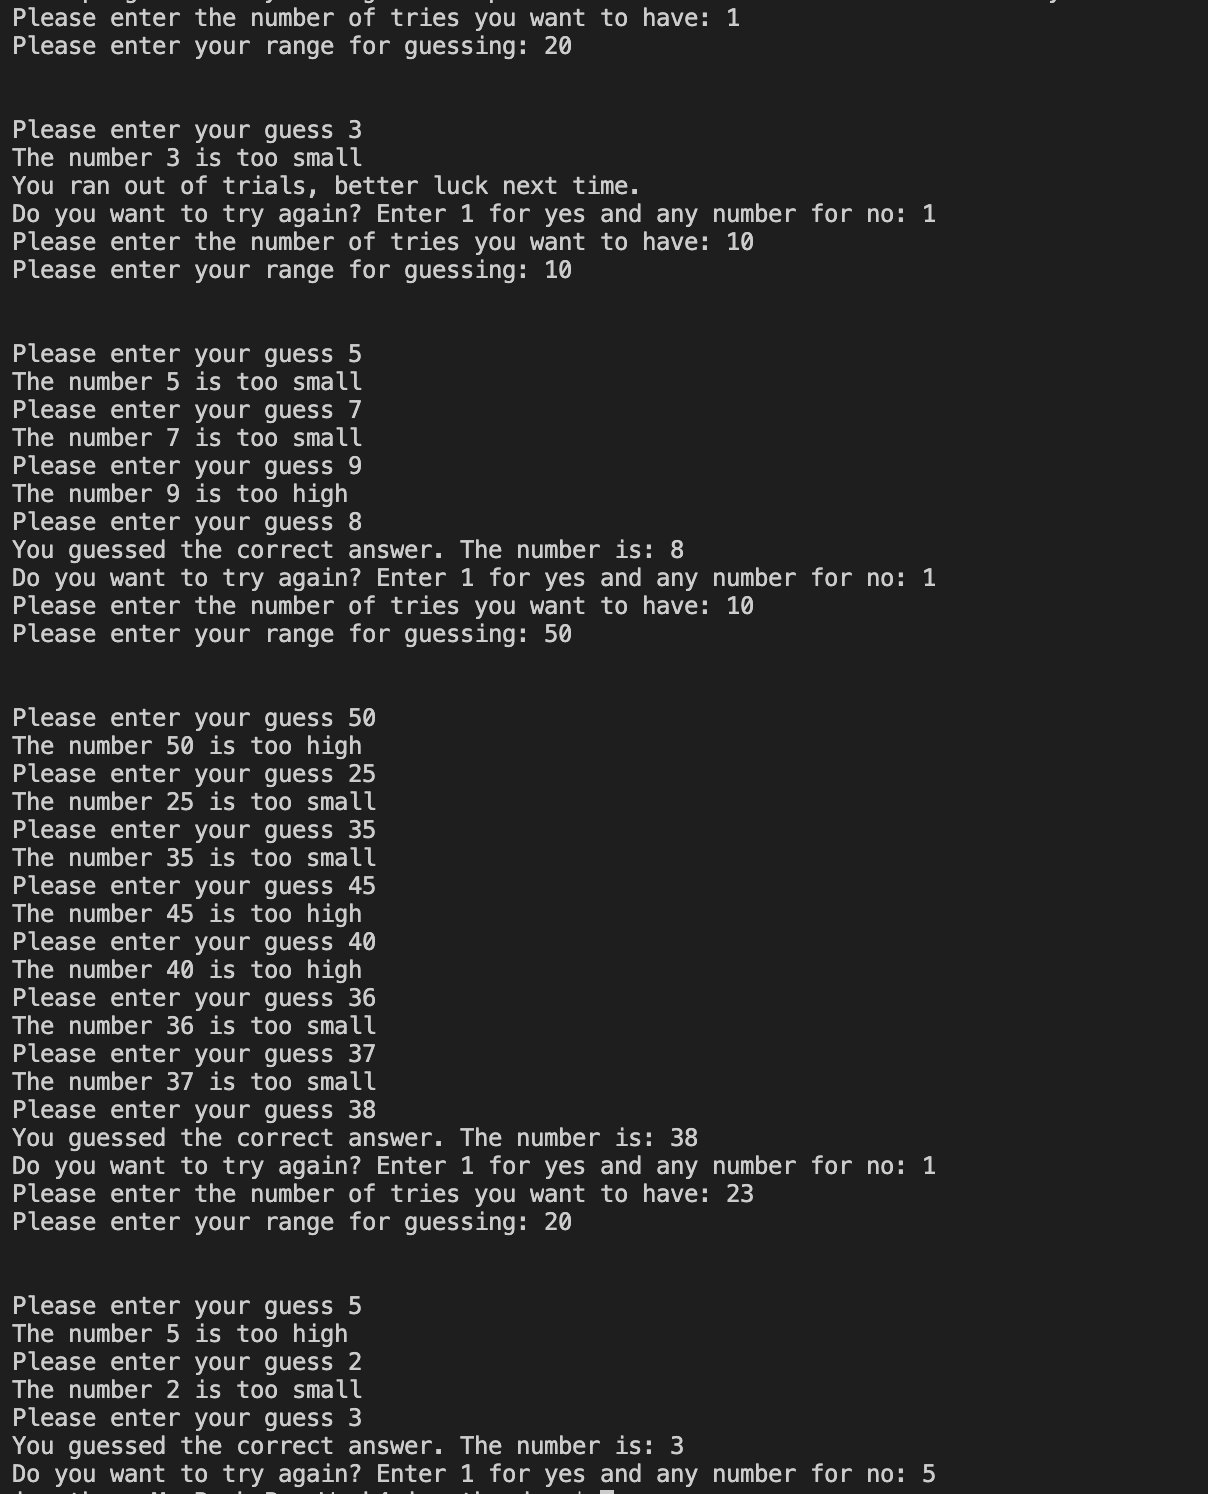 Please enter the number of tries you want to have: 1
Please enter your range for guessing: 20
Please enter your guess 3
The number 3 is too small
You ran out of trials, better luck next time.
Do you want to try again? Enter 1 for yes and any number for no: 1
Please enter the number of tries you want to have: 10
Please enter your range for guessing: 10
Please enter your guess 5
The number 5 is too small
Please enter your guess 7
The number 7 is too small
Please enter your guess 9
The number 9 is too high
Please enter your guess 8
You guessed the correct answer. The number is: 8
Do you want to try again? Enter 1 for yes and any number for no: 1
Please enter the number of tries you want to have: 10
Please enter your range for guessing: 50
Please enter your guess 50
The number 50 is too high
Please enter your guess 25
The number 25 is too small
Please enter your guess 35
The number 35 is too small
Please enter your guess 45
The number 45 is too high
Please enter your guess 40
The number 40 is too high
Please enter your guess 36
The number 36 is too small
Please enter your guess 37
The number 37 is too small
Please enter your guess 38
You guessed the correct answer. The number is: 38
Do you want to try again? Enter 1 for yes and any number for no: 1
Please enter the number of tries you want to have: 23
Please enter your range for guessing: 20
Please enter your guess 5
The number 5 is too high
Please enter your guess 2
The number 2 is too small
Please enter your guess 3
You guessed the correct answer. The number is: 3
Do you want to try again? Enter 1 for yes and any number for no: 5